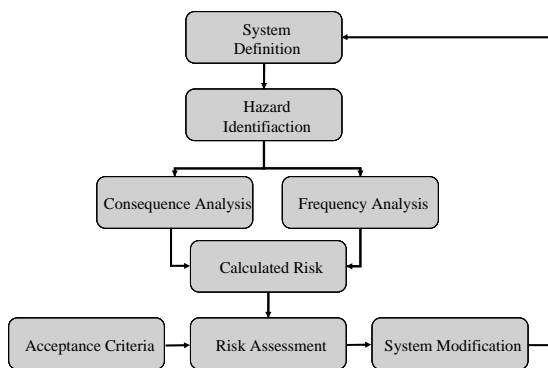 System
Definition
Hazard
Identifiaction
Consequence Analysis
Frequency Analysis
Calculated Risk
Acceptance Criteria
Risk Assessment
System Modification